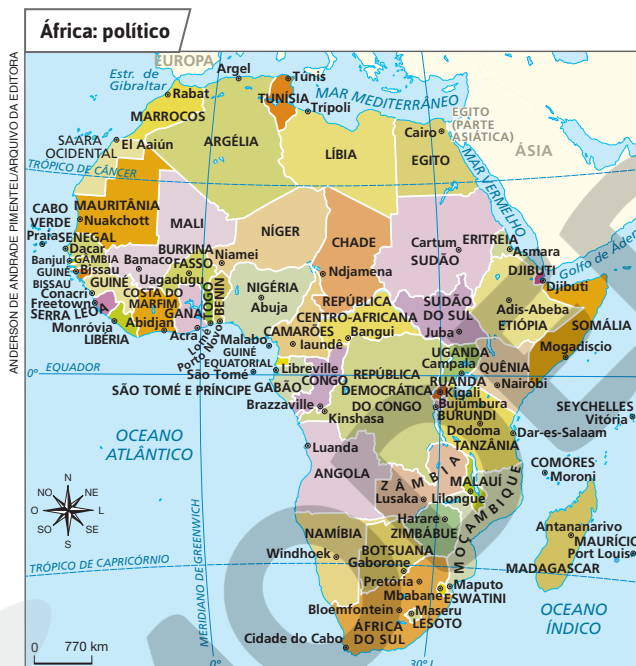 África: político
ANDERSON DE ANDRADE PIMENTEL/ARQUIVO DA EDITORA
EUROPA
Estr. de
Gibraltar
Argel
Túnis
Rabat
TUNÍSIA
Trípoli
MAR MEDITERRÂNEO
MARROCOS
EGITO
(PARTE
ASIÁTICA)
Cairo
ÁSIA
SAARA
OCIDENTAL
El Aaiún
ARGÉLIA
LÍBIA
EGITO
TRÓPICO DE CÂNCER
MAR VERMELHO
CABO
VERDE
Praia
MAURITÂNIA
Nuakchott
MALI
NÍGER
CHADE
Cartum
SUDÃO
ERITREIA
Asmara
SENEGAL
Dacar
Banjul
GÂMBIA
GUINÉ
BISSAU
Bissau
Bamaco
BURKINA
FASSO
Uagadugu
Niamei
Ndjamena
DJIBUTI
Djibuti
Golfo de Áden
GUINÉ
Conacri
Freetown
SERRA LEOA
Monróvia
LIBÉRIA
COSTA DO
MARFIM
Abidjan
GANA
Acra
TOGO
Lomé
BENIN
Porto Novo
NIGÉRIA
Abuja
REPÚBLICA
CENTRO-AFRICANA
Bangui
SUDÃO
DO SUL
Juba
Adis-Abeba
ETIÓPIA
SOMÁLIA
Mogadíscio
Malabo
CAMARÕES
Iaundê
GUINÉ
EQUATORIAL
São Tomé
SÃO TOMÉ E PRÍNCIPE
Libreville
GABÃO
CONGO
Brazzaville
Kinshasa
REPÚBLICA
DEMOCRÁTICA
DO CONGO
UGANDA
Campala
QUÊNIA
Nairóbi
RUANDA
Kigali
Bujumbura
BURUNDI
Dodoma
TANZÂNIA
Dar-es-Salaam
EQUADOR
0°
SEYCHELLES
Vitória
OCEANO
ATLÂNTICO
Luanda
ANGOLA
ZÂMBIA
Lusaka
MALAUÍ
Lilongue
COMORES
Moroni
N
NO
NE
O
L
SO
SE
S
Harare
ZIMBÁBUE
MOÇAMBIQUE
NAMÍBIA
Windhoek
BOTSUANA
Gaborone
Antananarivo
MAURÍCIO
Port Louis
MADAGASCAR
TRÓPICO DE CAPRICÓRNIO
MERIDIANO DE GREENWICH
Pretória
Maputo
Mbabane
ESWATINI
Bloemfontein
Maseru
LESOTO
ÁFRICA
DO SUL
Cidade do Cabo
OCEANO
ÍNDICO
0
770 km
0°
30° L